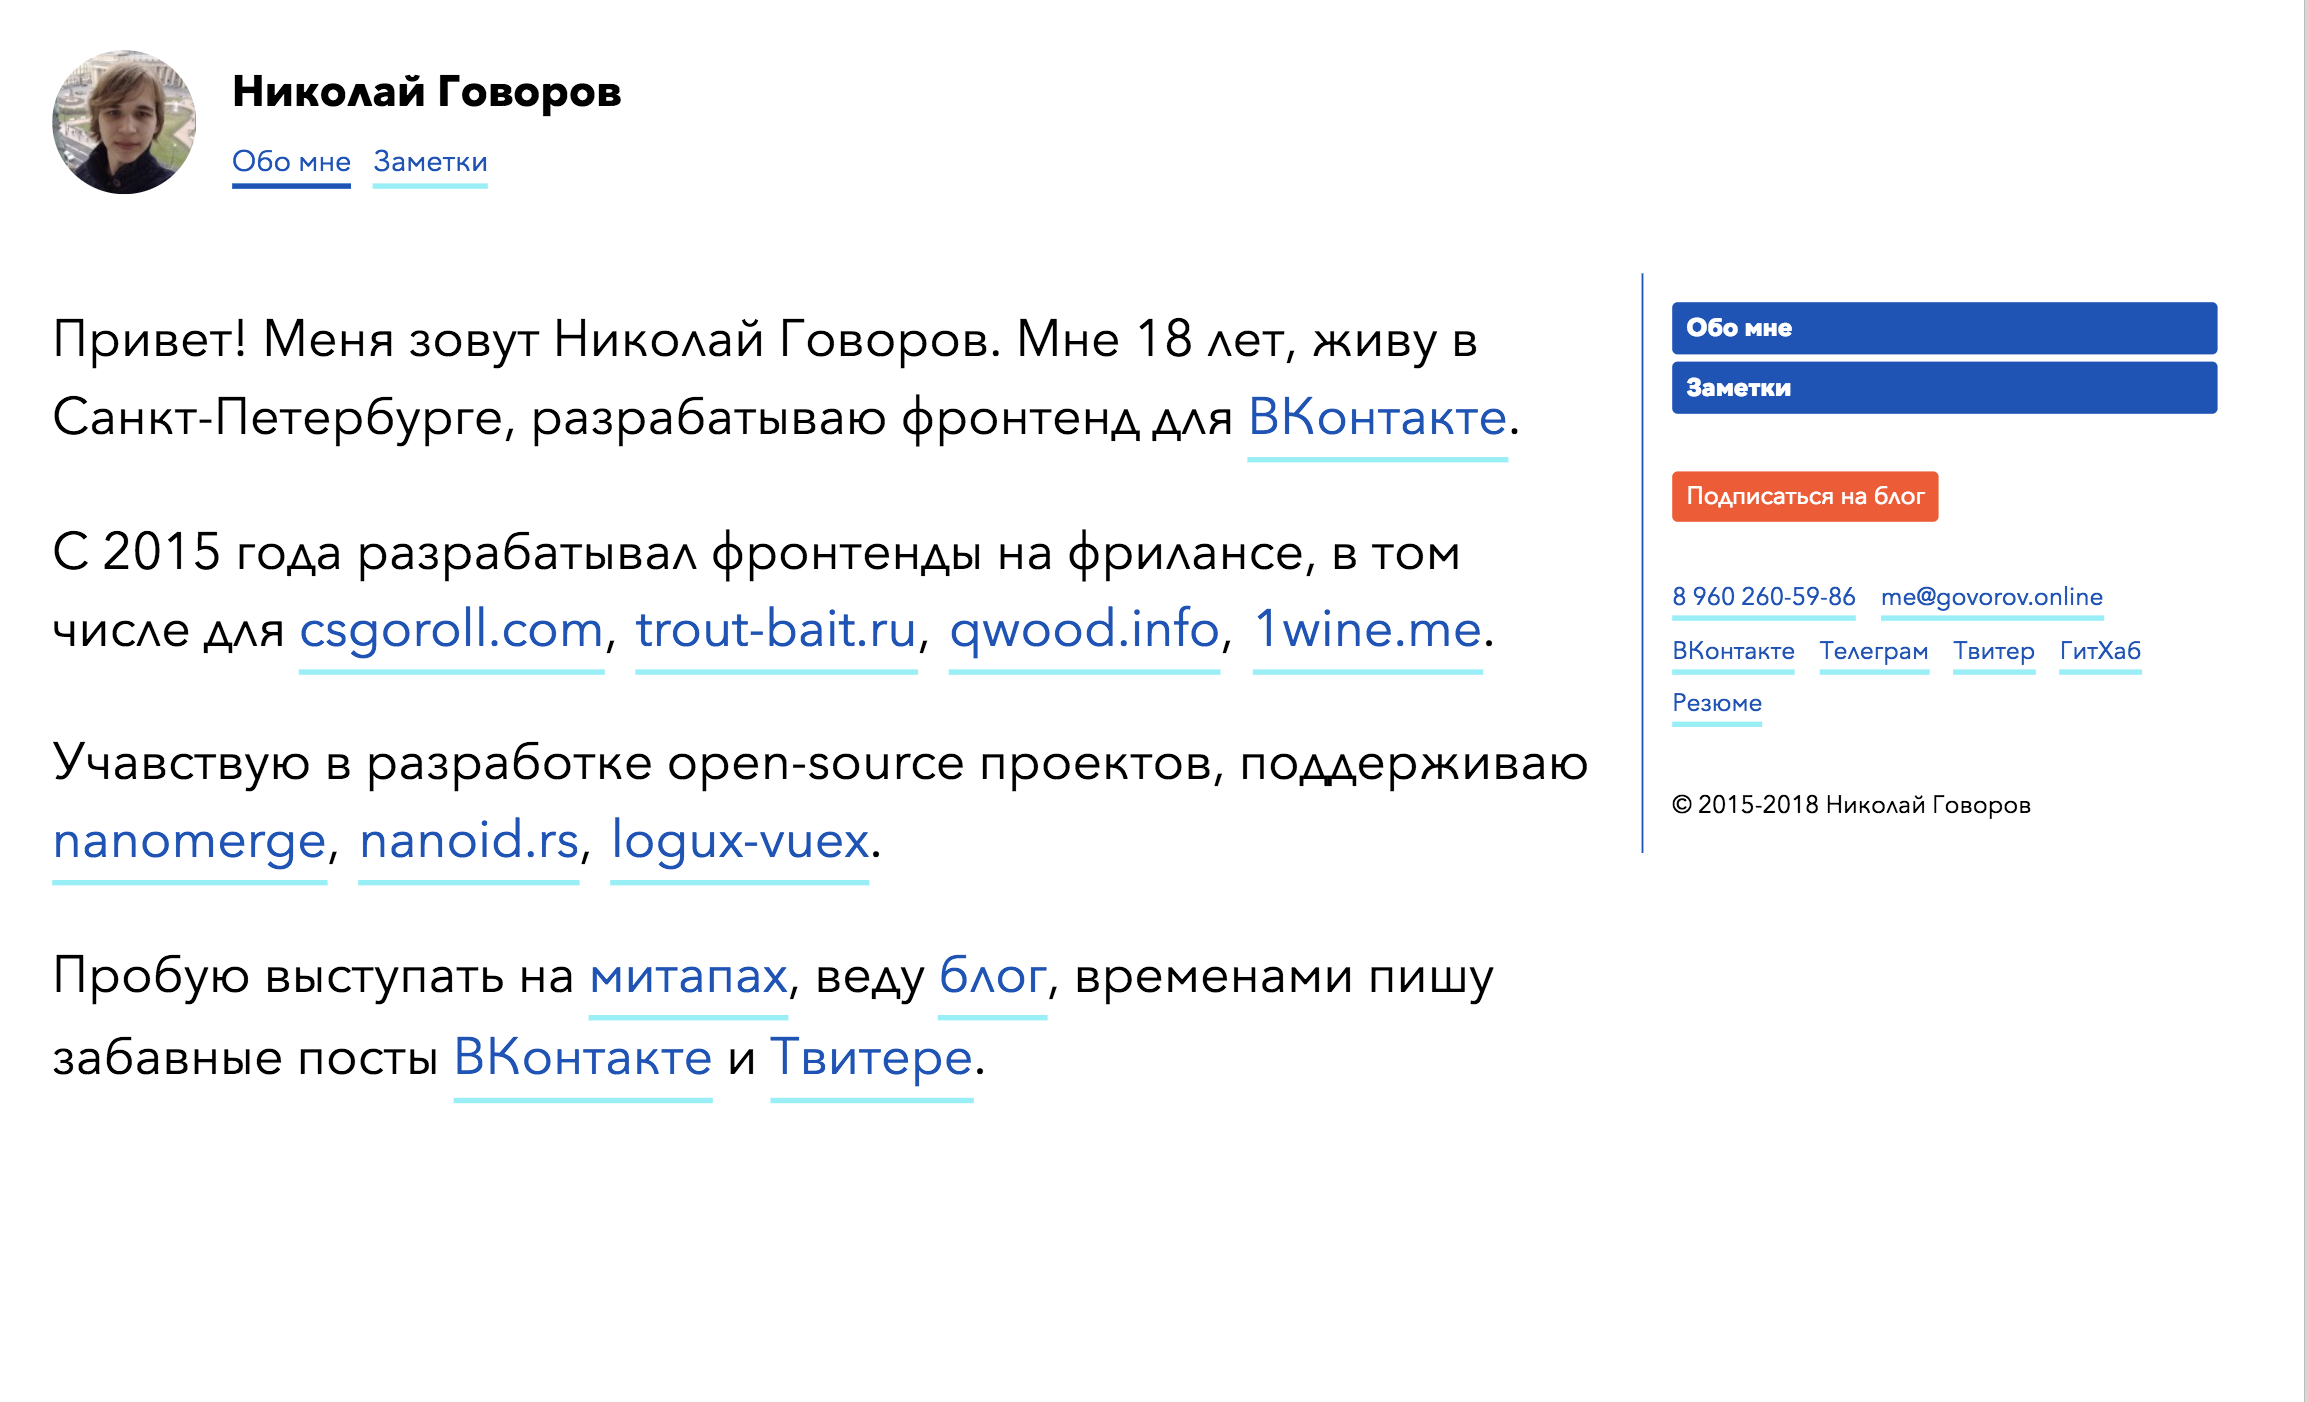 Николай Говоров
Обо мне Заметки
Привет! Меня зовут Николай Говоров. Мне 18 лет, живу в
Санкт-Петербурге, разрабатываю фронтенд для ВКонтакте.
С 2015 года разрабатывал фронтенды на фрилансе, в том
числе для csgoroll.com, trout-bait.ru, qwood.info, 1wine.me.
Учавствую в разработке open-source проектов, поддерживаю
nanomerge, nanoid.rs, logux-vuex.
Пробую выступать на митапах, веду блог, временами пишу
забавные посты ВКонтакте и Твитере.
Обо мне
Заметки
Подписаться на блог
8 960 260-59-86 me@govorov.online
ВКонтакте Телеграм Твитер ГитХаб
Резюме
© 2015-2018 Николай Говоров